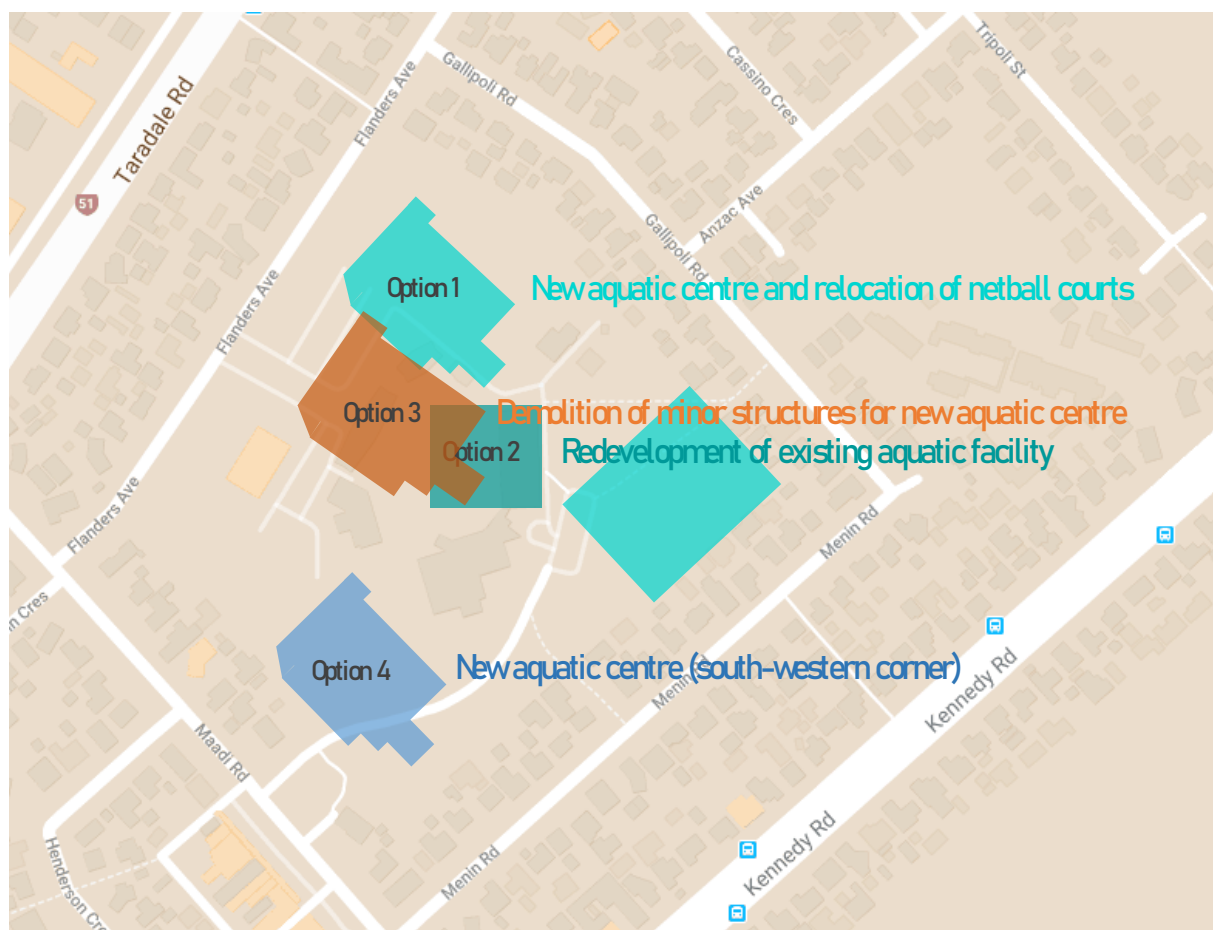 Taradale Rd
Flanders Ave
Gallipoli Rd
Cassino Cres
Tripoli St
51
Anzac Ave
Gallipoli Rd
Flanders Ave
Option 1
New aquatic centre and relocation of netball courts
Option 3
Demolition of minor structures for new aquatic centre
Option 2
Redevelopment of existing aquatic facility
Flanders Ave
Menin Rd
n Cres
Option 4
New aquatic centre (south-western corner)
Menin Rd
Kennedy Rd
Maadi Rd
Kennedy Rd
Henderson Cre
Menin Rd